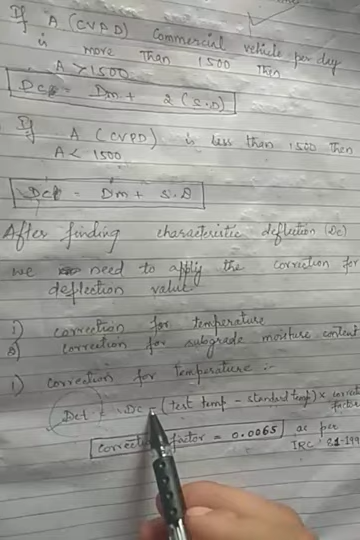 If A (CVPD) commercial vehicle per day
is more than 1500 then
A > 1500
Dc = Dm + 2 (S.D)
If A (CVPD) is less than 1500 then
A < 1500
Dc = Dm + S.D
After finding characteristic deflection (Dc)
we need to apply the correction for
deflection value
i) correction for temperature
correction for subgrade moisture content
1) correction for temperature :-
Dct = Dc - (test temp - standard temp) × correction
factor
correction factor = 0.0065 as per
IRC 81-199